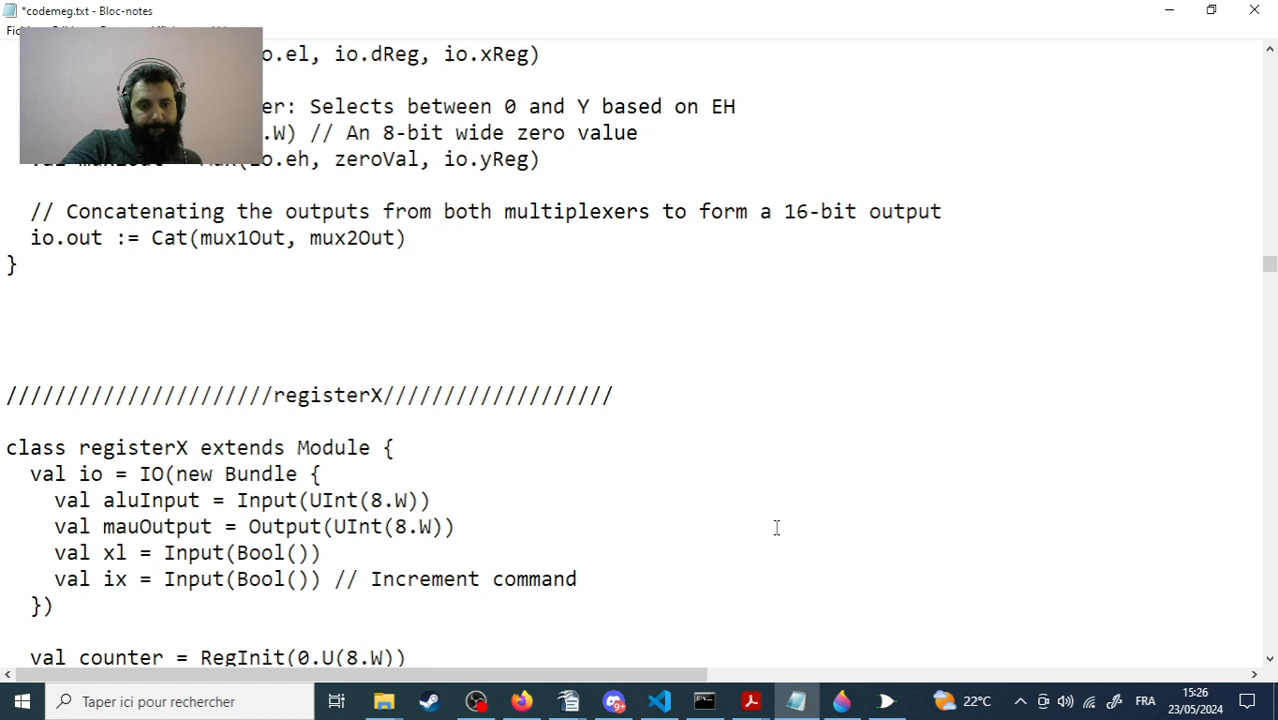 *codemeg.txt - Bloc-notes
o.el, io.dReg, io.xReg)
er: Selects between 0 and Y based on EH
.W) // An 8-bit wide zero value
io.eh, zeroVal, io.yReg)
// Concatenating the outputs from both multiplexers to form a 16-bit output
io.out := Cat(mux1Out, mux2Out)
}
//////////////////////registerX///////////////////
class registerX extends Module {
val io = IO(new Bundle {
val aluInput = Input(UInt(8.W))
val mauOutput = Output(UInt(8.W))
val xl = Input(Bool())
val ix = Input(Bool()) // Increment command
})
val counter = RegInit(0.U(8.W))
Taper ici pour rechercher
22°C
FRA
15:26
23/05/2024